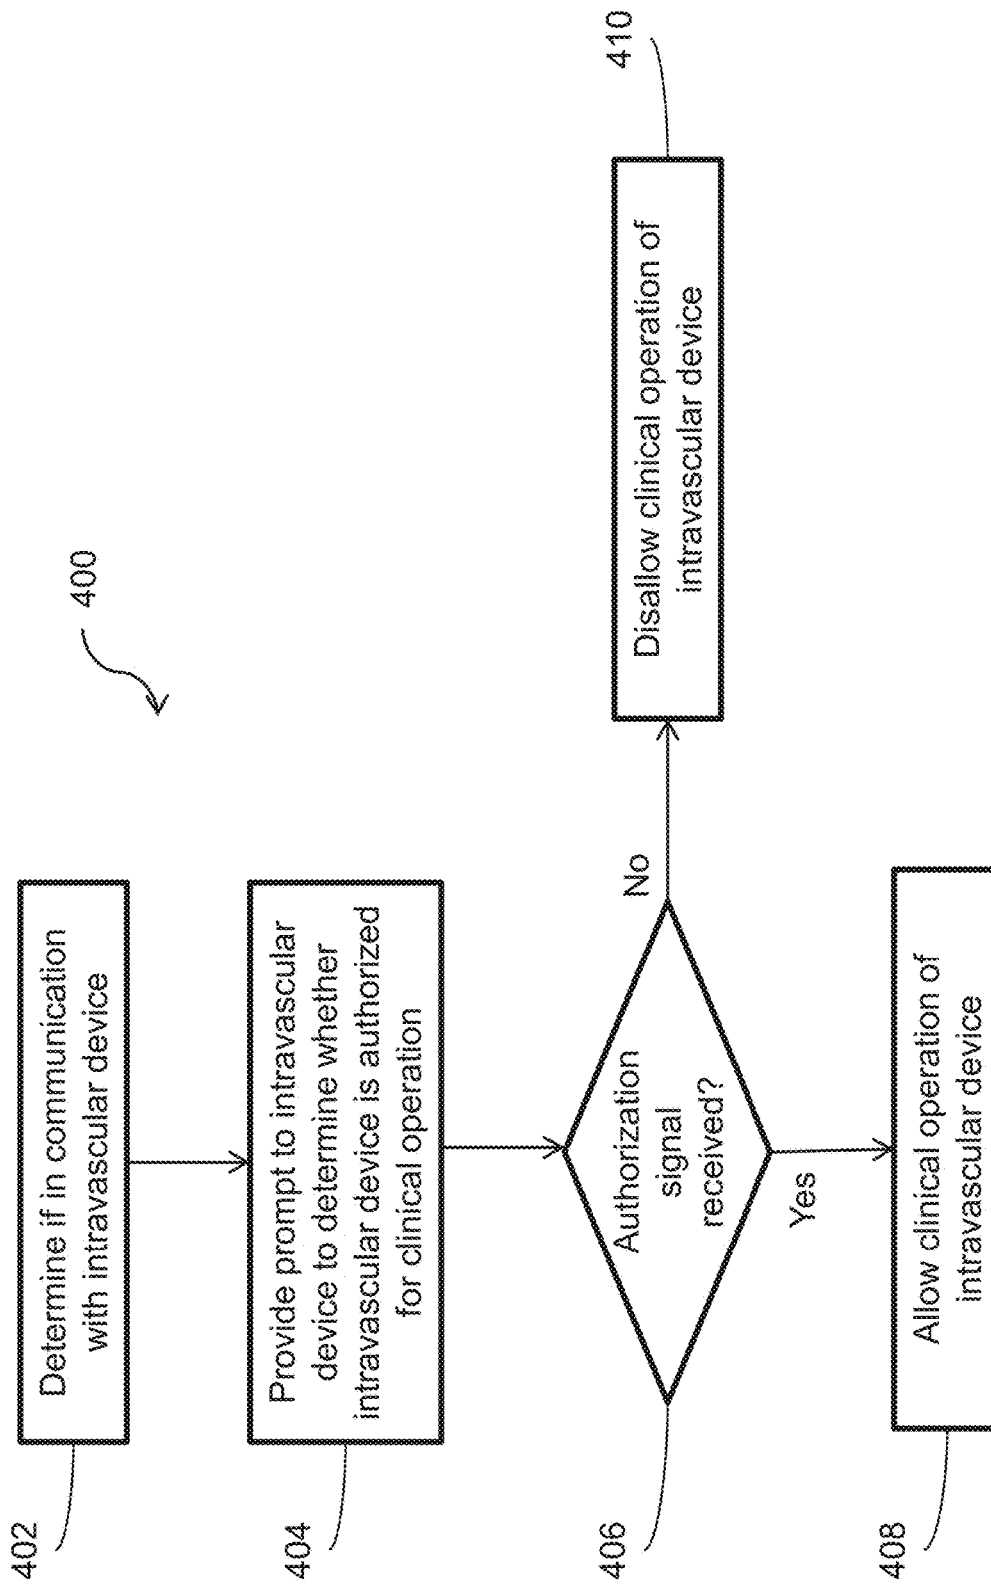 400
402
Determine if in communication
with intravascular device
404
Provide prompt to intravascular
device to determine whether
intravascular device is authorized
for clinical operation
406
Authorization
signal
received?
No
410
Disallow clinical operation of
intravascular device
Yes
408
Allow clinical operation of
intravascular device